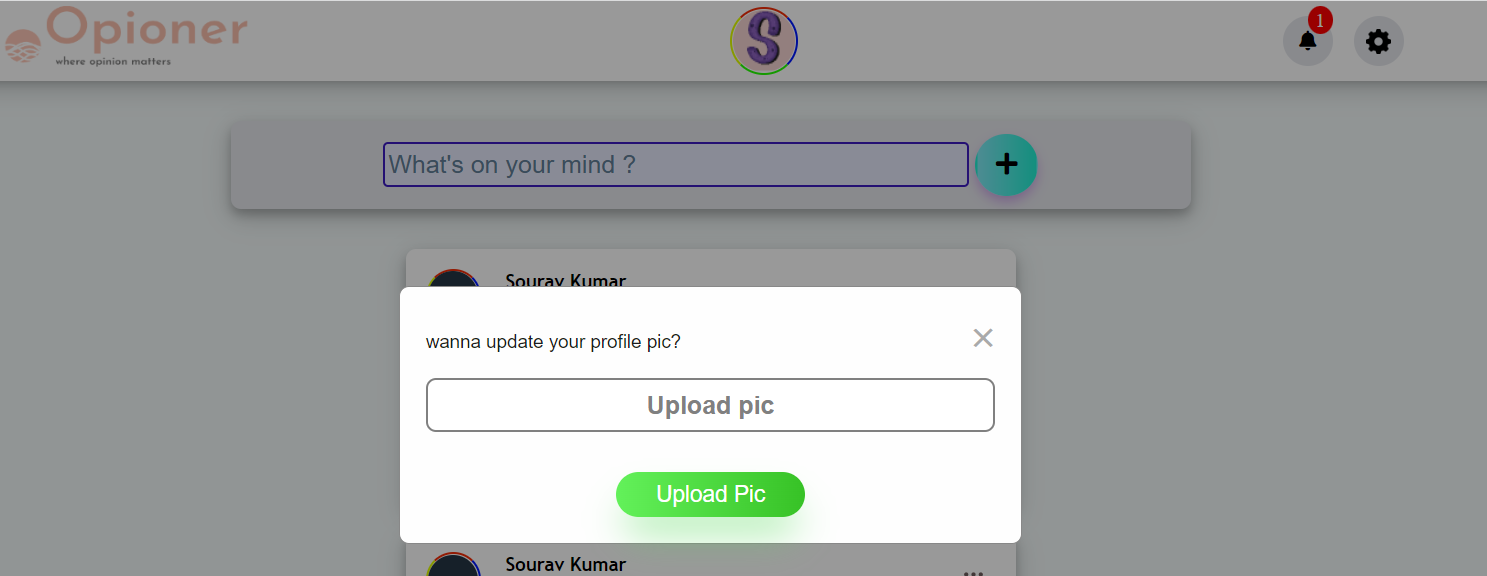 Opioner
where opinion matters
S
1
What's on your mind ?
Sourav Kumar
wanna update your profile pic?
Upload pic
Upload Pic
Sourav Kumar